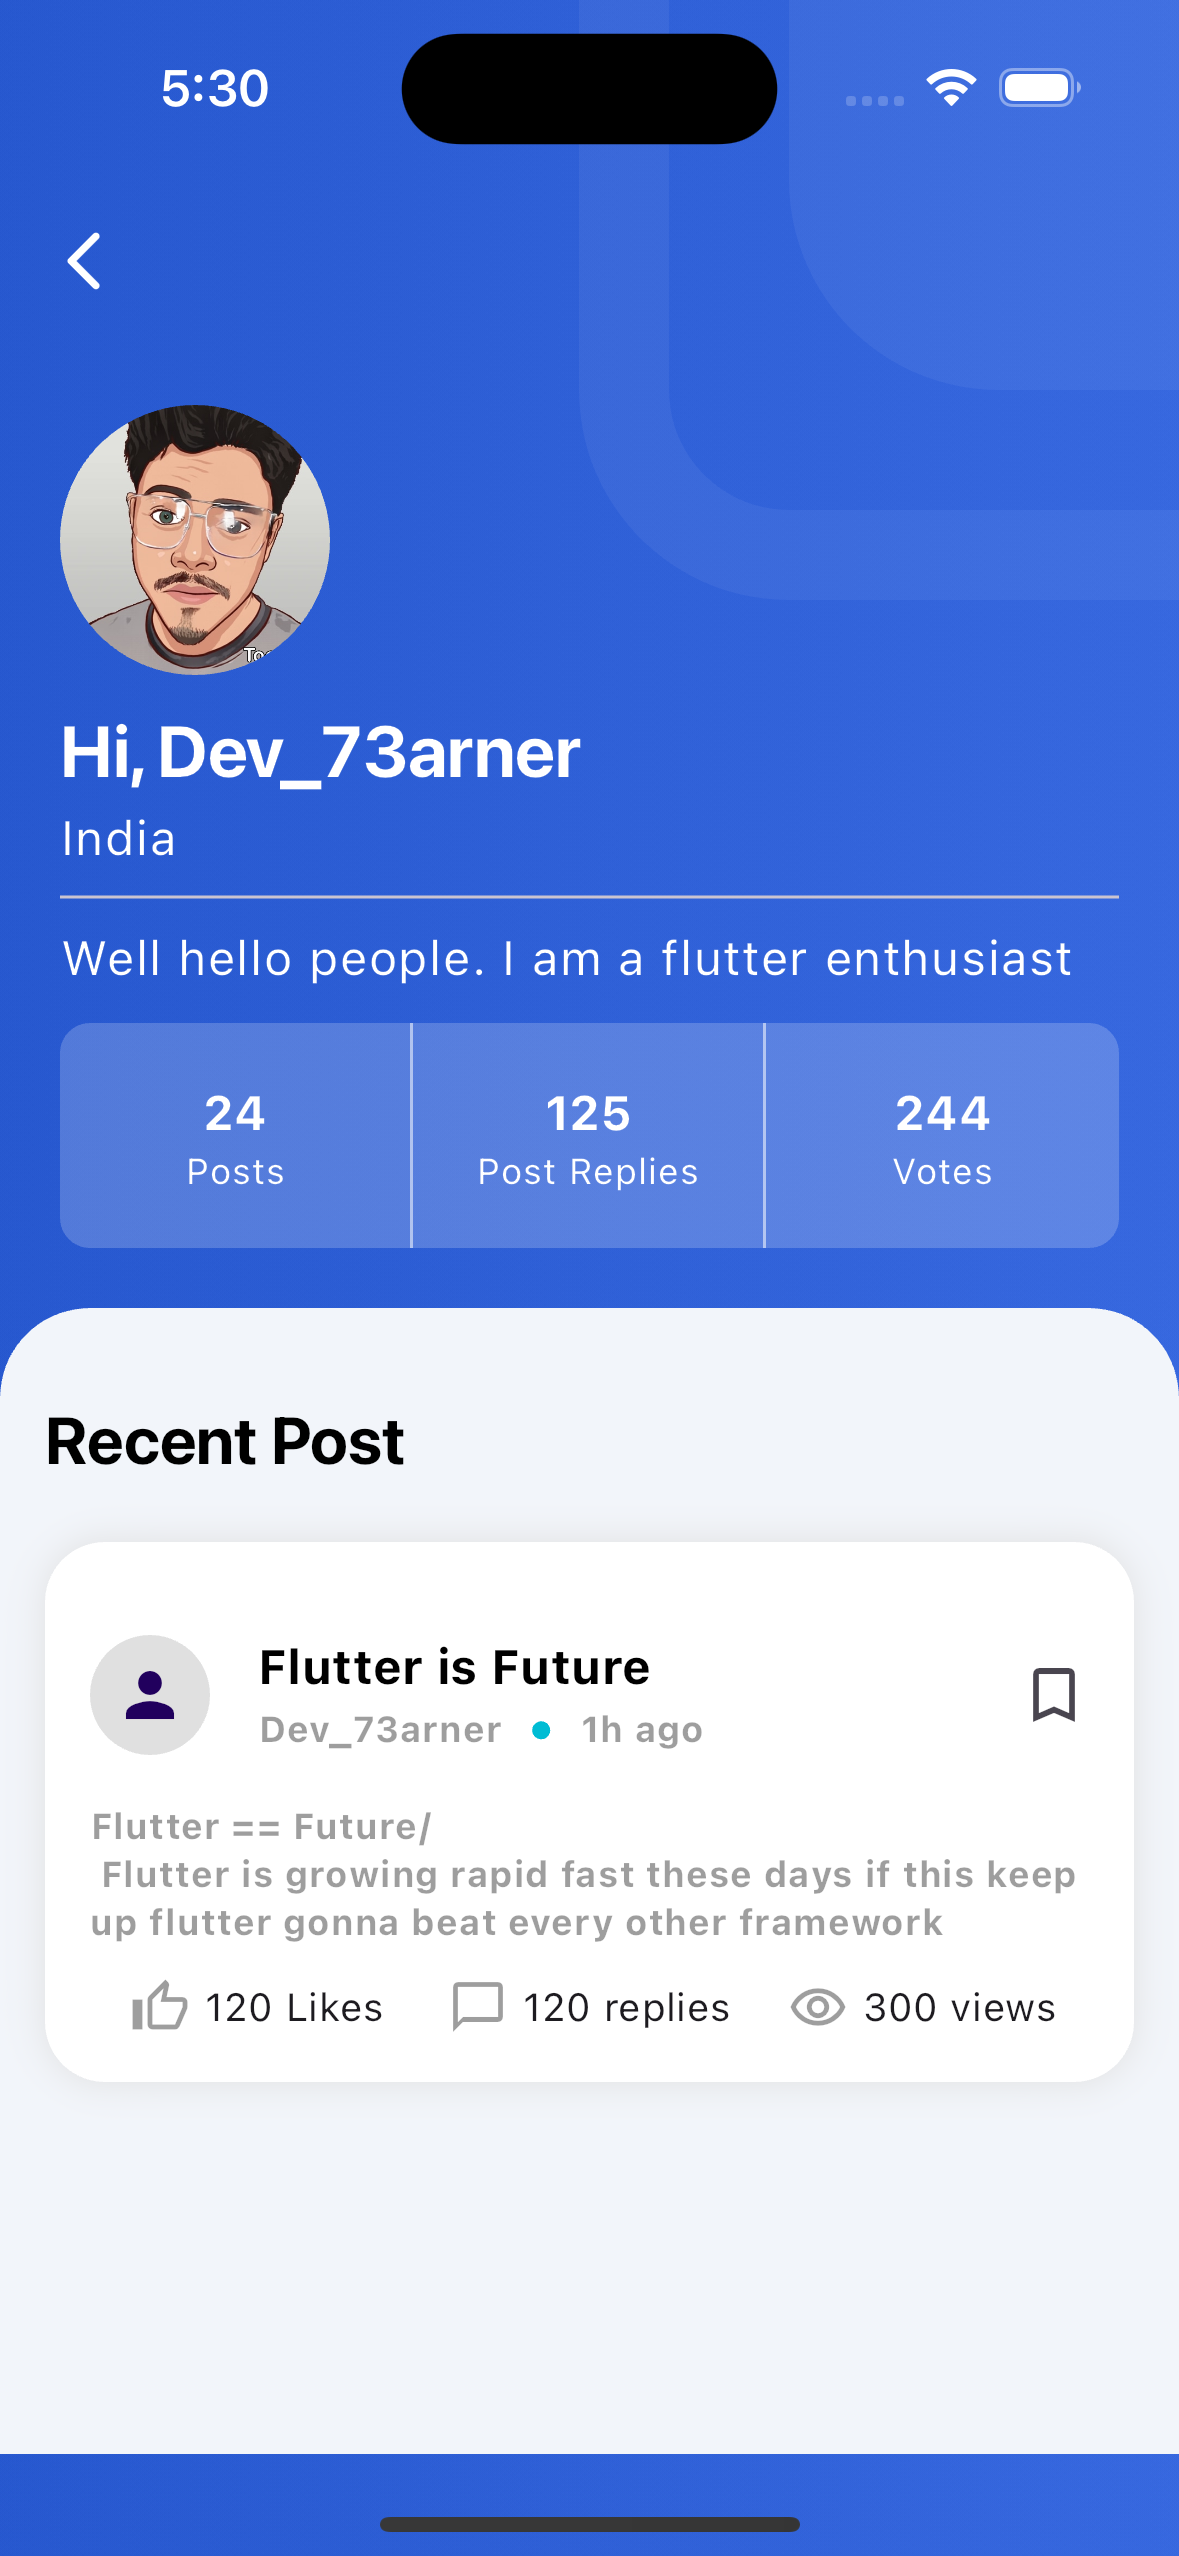 5:30
To
Hi, Dev_73arner
India
Well hello people. I am a flutter enthusiast
24
Posts
125
Post Replies
244
Votes
Recent Post
Flutter is Future
Dev_73arner 1h ago
Flutter == Future/
Flutter is growing rapid fast these days if this keep
up flutter gonna beat every other framework
120 Likes 120 replies 300 views